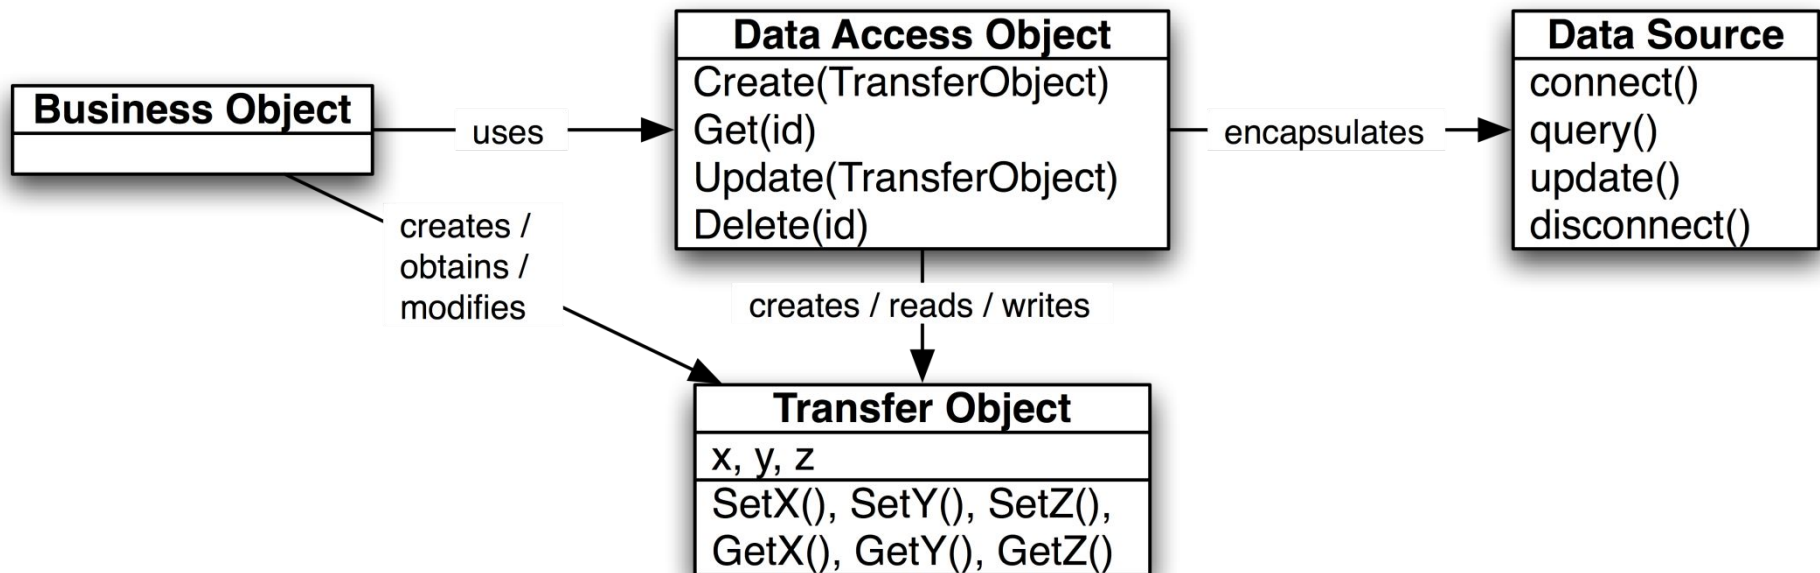 Business Object
uses
creates /
obtains /
modifies
Data Access Object
Create(TransferObject)
Get(id)
Update(TransferObject)
Delete(id)
encapsulates
Data Source
connect()
query()
update()
disconnect()
creates / reads / writes
Transfer Object
x, y, z
SetX(), SetY(), SetZ(),
GetX(), GetY(), GetZ()